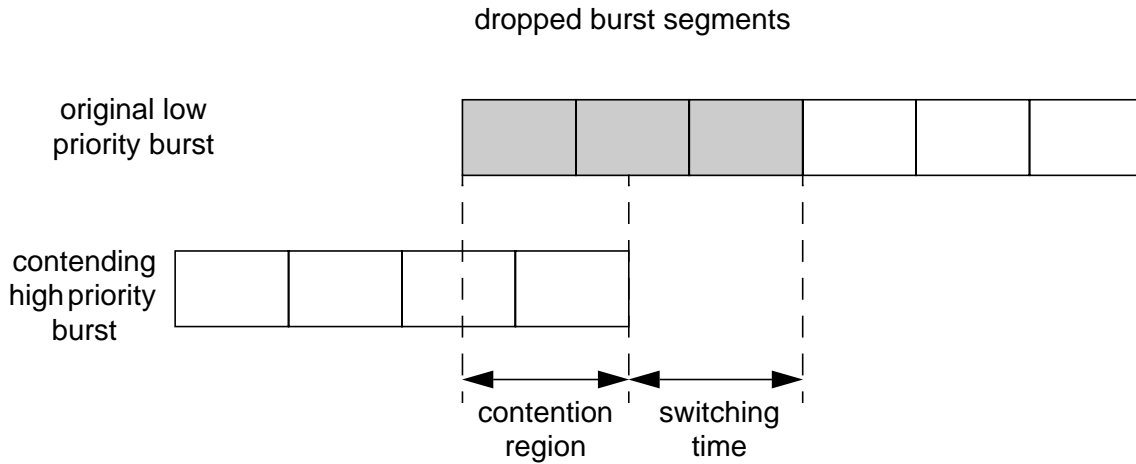 dropped burst segments
original low
priority burst
contending
high priority
burst
contention
region
switching
time